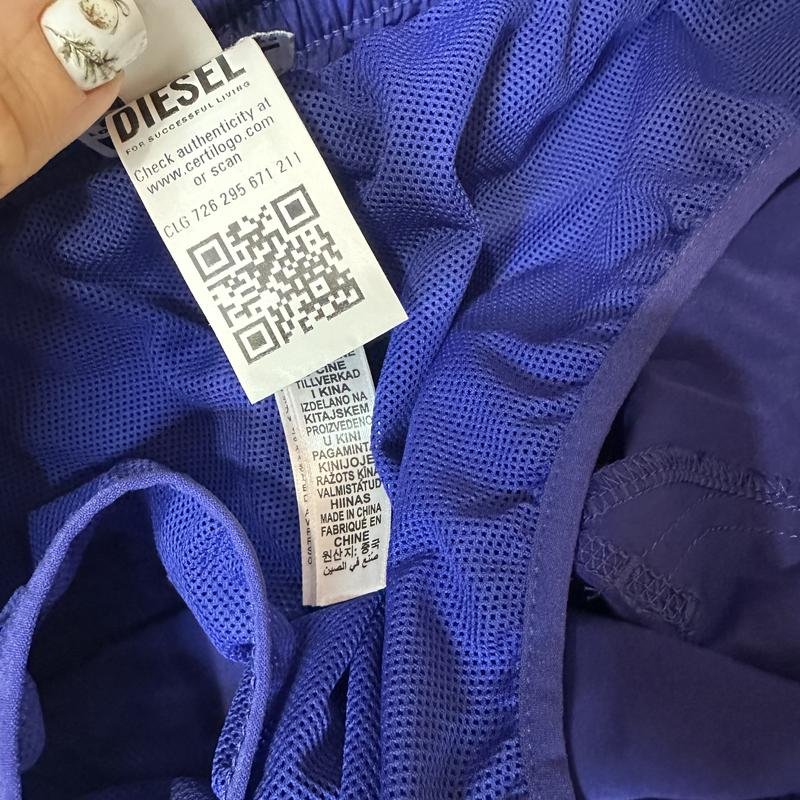 DIESEL
FOR SUCCESSFUL LIVING
Check authenticity at
www.certilogo.com
or scan
CLG 726 295 671 211
CINE
TILLVERKAD
I KINA
IZDELANO NA
KITAJSKEM
PROIZVEDENO
U KINI
PAGAMINTA
KINIJOJE
RAŽOTS ĶĪNĀ
VALMISTATUD
HIINAS
MADE IN CHINA
FABRIQUÉ EN
CHINE
원산지:
صنع في الصين